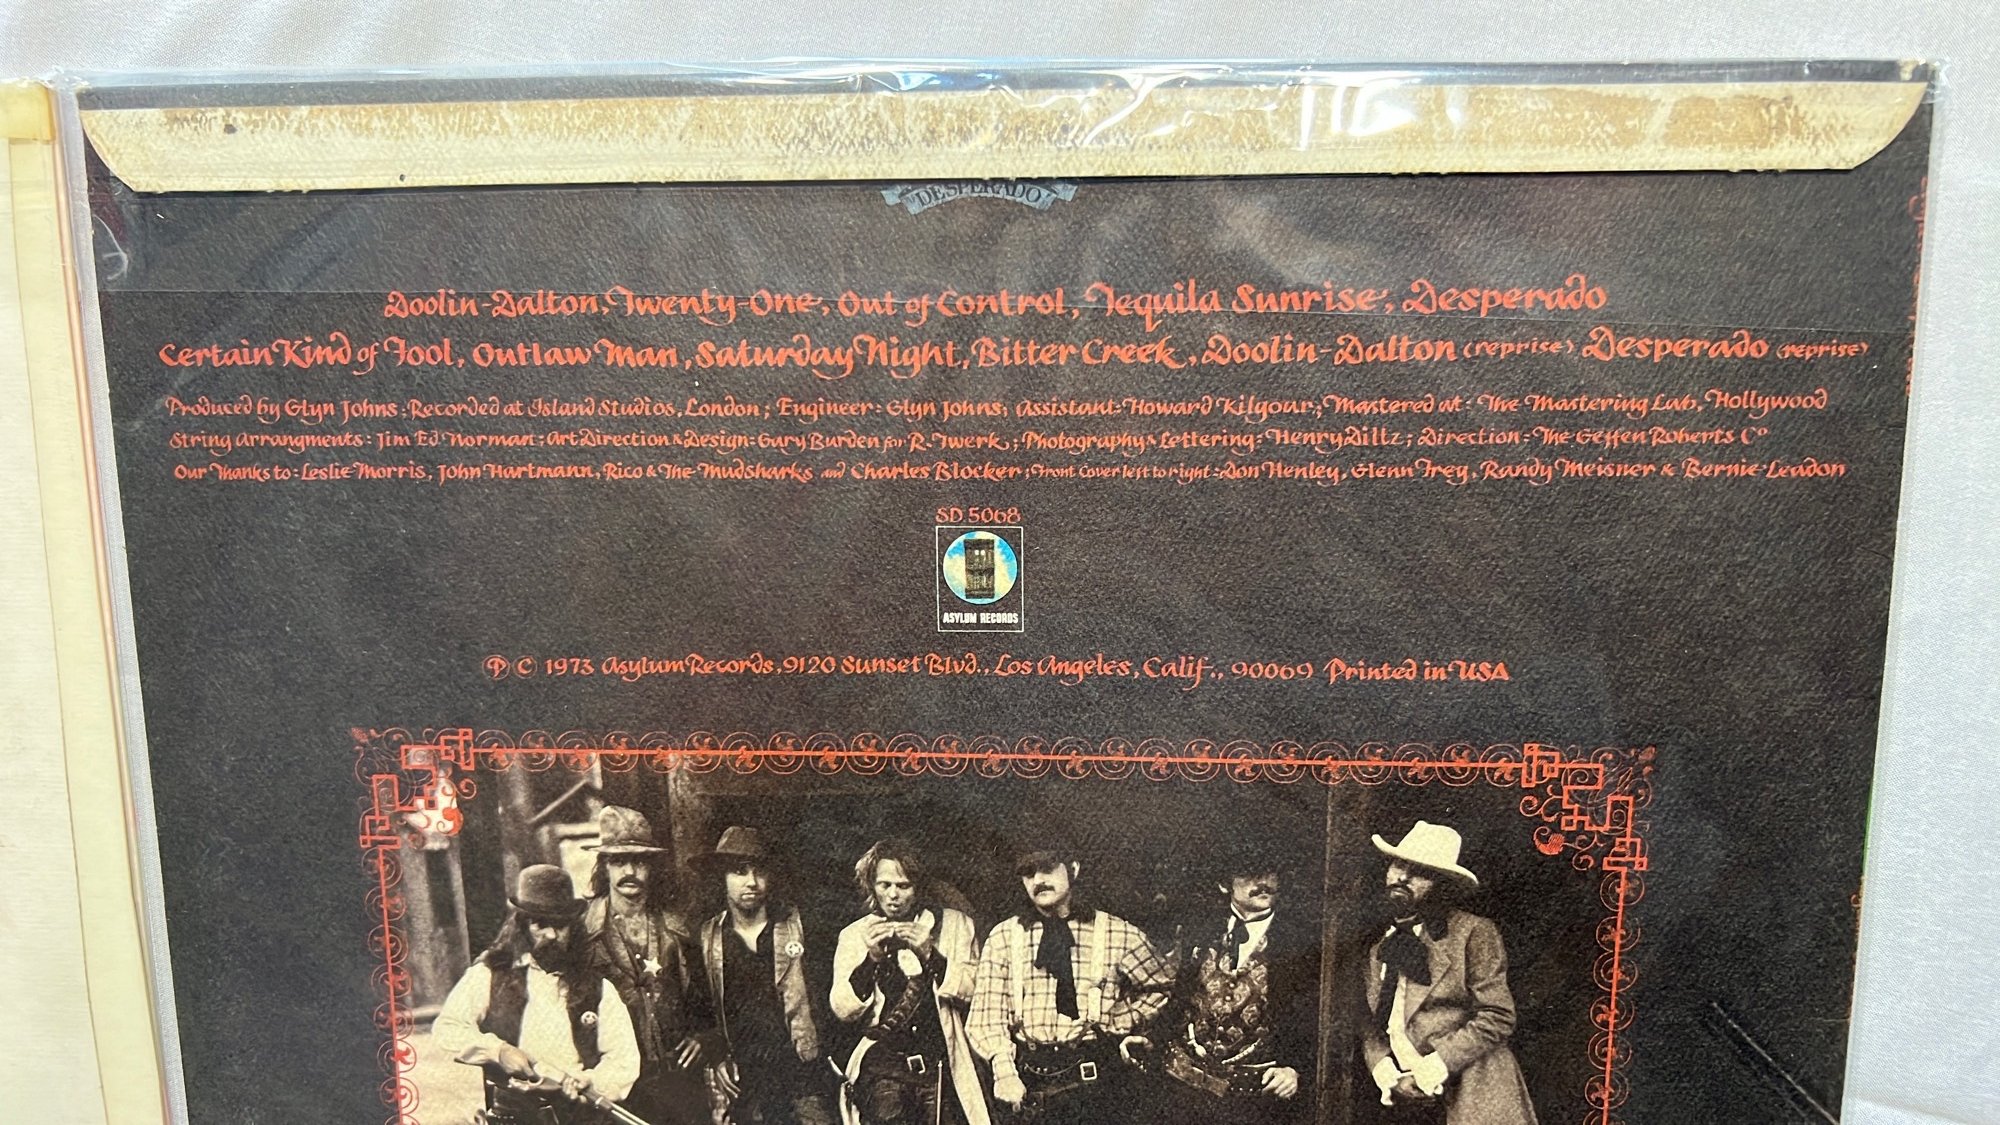 DESPERADO
Doolin-Dalton, Twenty-One, Out of Control, Tequila Sunrise, Desperado
Certain Kind of Fool, Outlaw Man, Saturday Night, Bitter Creek, Doolin-Dalton (reprise) Desperado (reprise)
Produced by Glyn Johns; Recorded at Island Studios, London; Engineer: Glyn Johns; Assistant: Howard Kilgour; Mastered at: The Mastering Lab, Hollywood
String Arrangments: Jim Ed Norman; Art Direction & Design: Gary Burden for R. Twerk; Photography & Lettering: Henry Diltz; Direction: The Geffen Roberts Co
Our Thanks to: Leslie Morris, John Hartmann, Rico & The Mudsharks and Charles Blocker; Front Cover left to right: Don Henley, Glenn Frey, Randy Meisner & Bernie Leadon
SD 5068
ASYLUM RECORDS
℗ © 1973 Asylum Records, 9120 Sunset Blvd., Los Angeles, Calif., 90069 Printed in USA